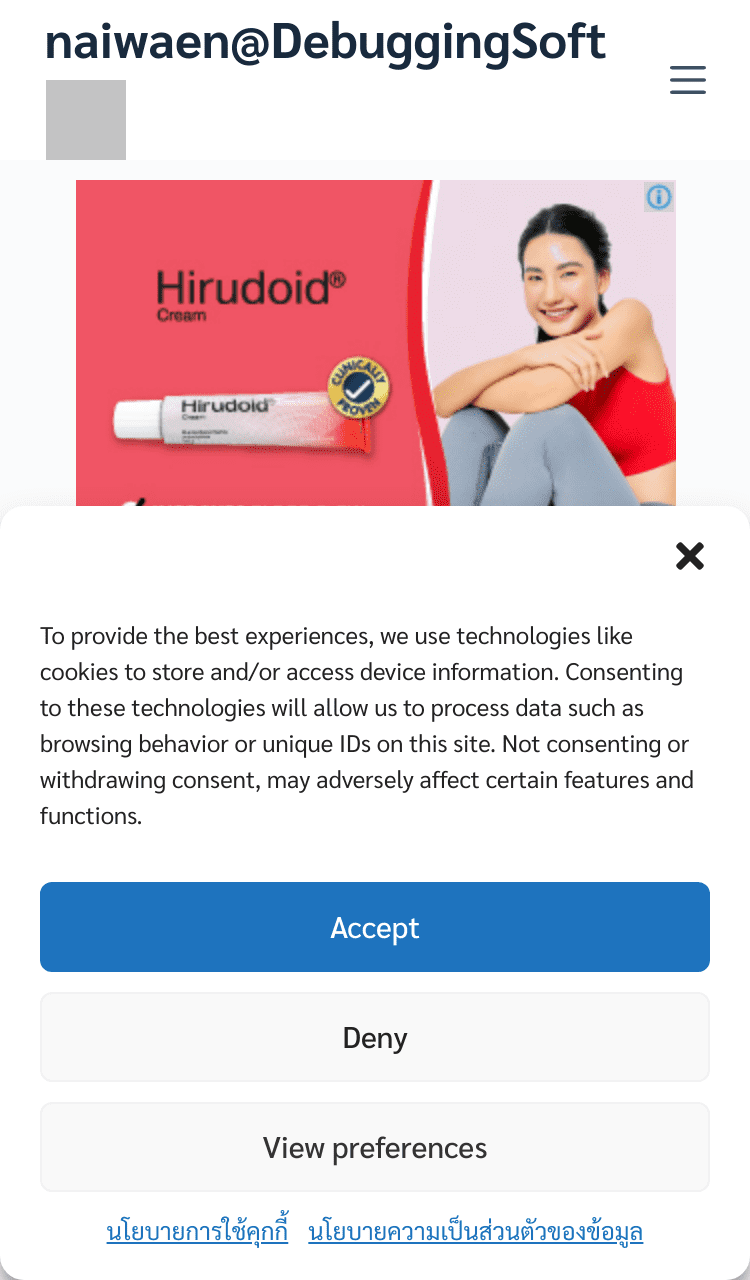 naiwaen@DebuggingSoft
Hirudoid®
Cream
CLINICALLY
PROVEN
Hirudoid®
Cream
To provide the best experiences, we use technologies like
cookies to store and/or access device information. Consenting
to these technologies will allow us to process data such as
browsing behavior or unique IDs on this site. Not consenting or
withdrawing consent, may adversely affect certain features and
functions.
Accept
Deny
View preferences
นโยบายการใช้คุกกี้ นโยบายความเป็นส่วนตัวของข้อมูล